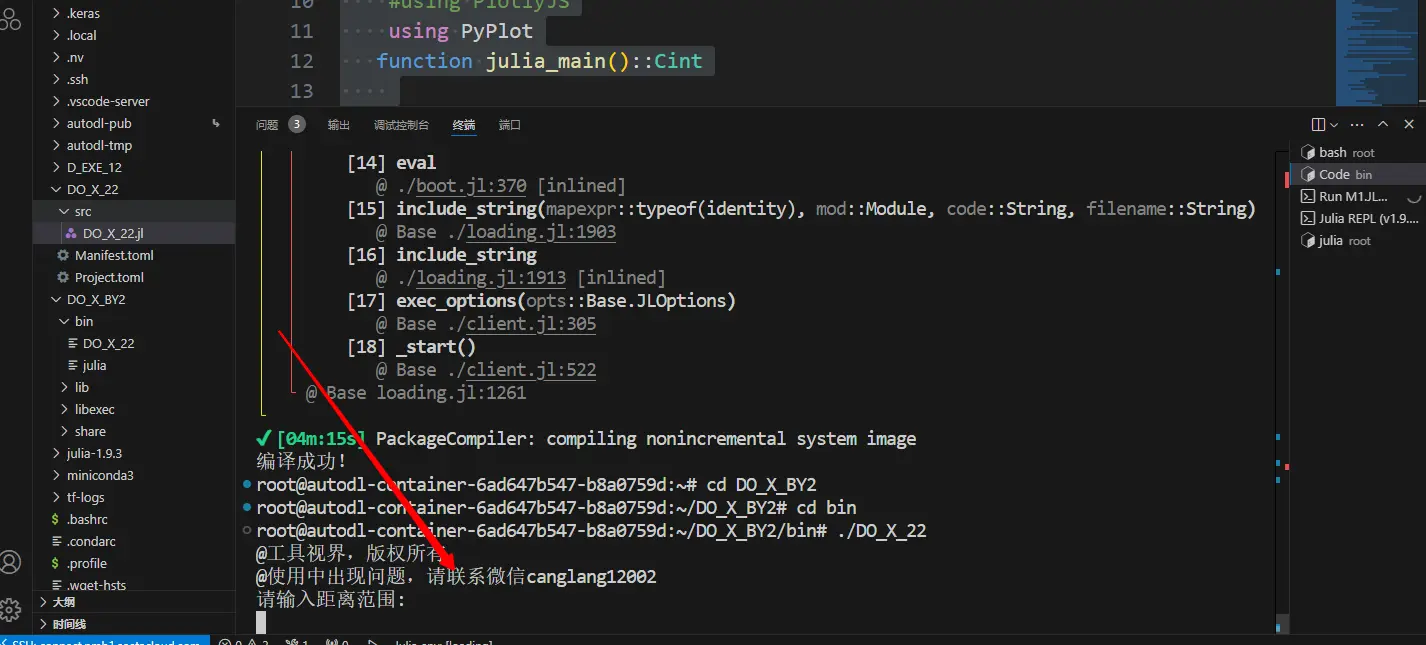 .keras
.local
.nv
.ssh
.vscode-server
autodl-pub
autodl-tmp
D_EXE_12
DO_X_22
src
DO_X_22.jl
Manifest.toml
Project.toml
DO_X_BY2
bin
DO_X_22
julia
lib
libexec
share
julia-1.9.3
miniconda3
tf-logs
.bashrc
.condarc
.profile
.wget-hsts
大纲
时间线
10 #using PlotlyJS
11 using PyPlot
12 function julia_main()::Cint
13
问题 3 输出 调试控制台 终端 端口
[14] eval
@ ./boot.jl:370 [inlined]
[15] include_string(mapexpr::typeof(identity), mod::Module, code::String, filename::String)
@ Base ./loading.jl:1903
[16] include_string
@ ./loading.jl:1913 [inlined]
[17] exec_options(opts::Base.JLOptions)
@ Base ./client.jl:305
[18] _start()
@ Base ./client.jl:522
@ Base loading.jl:1261
✔ [04m:15s] PackageCompiler: compiling nonincremental system image
编译成功!
root@autodl-container-6ad647b547-b8a0759d:~# cd DO_X_BY2
root@autodl-container-6ad647b547-b8a0759d:~/DO_X_BY2# cd bin
root@autodl-container-6ad647b547-b8a0759d:~/DO_X_BY2/bin# ./DO_X_22
@工具视界，版权所有
@使用中出现问题，请联系微信canglang12002
请输入距离范围:
bash root
Code bin
Run M1JL...
Julia REPL (v1.9....
julia root